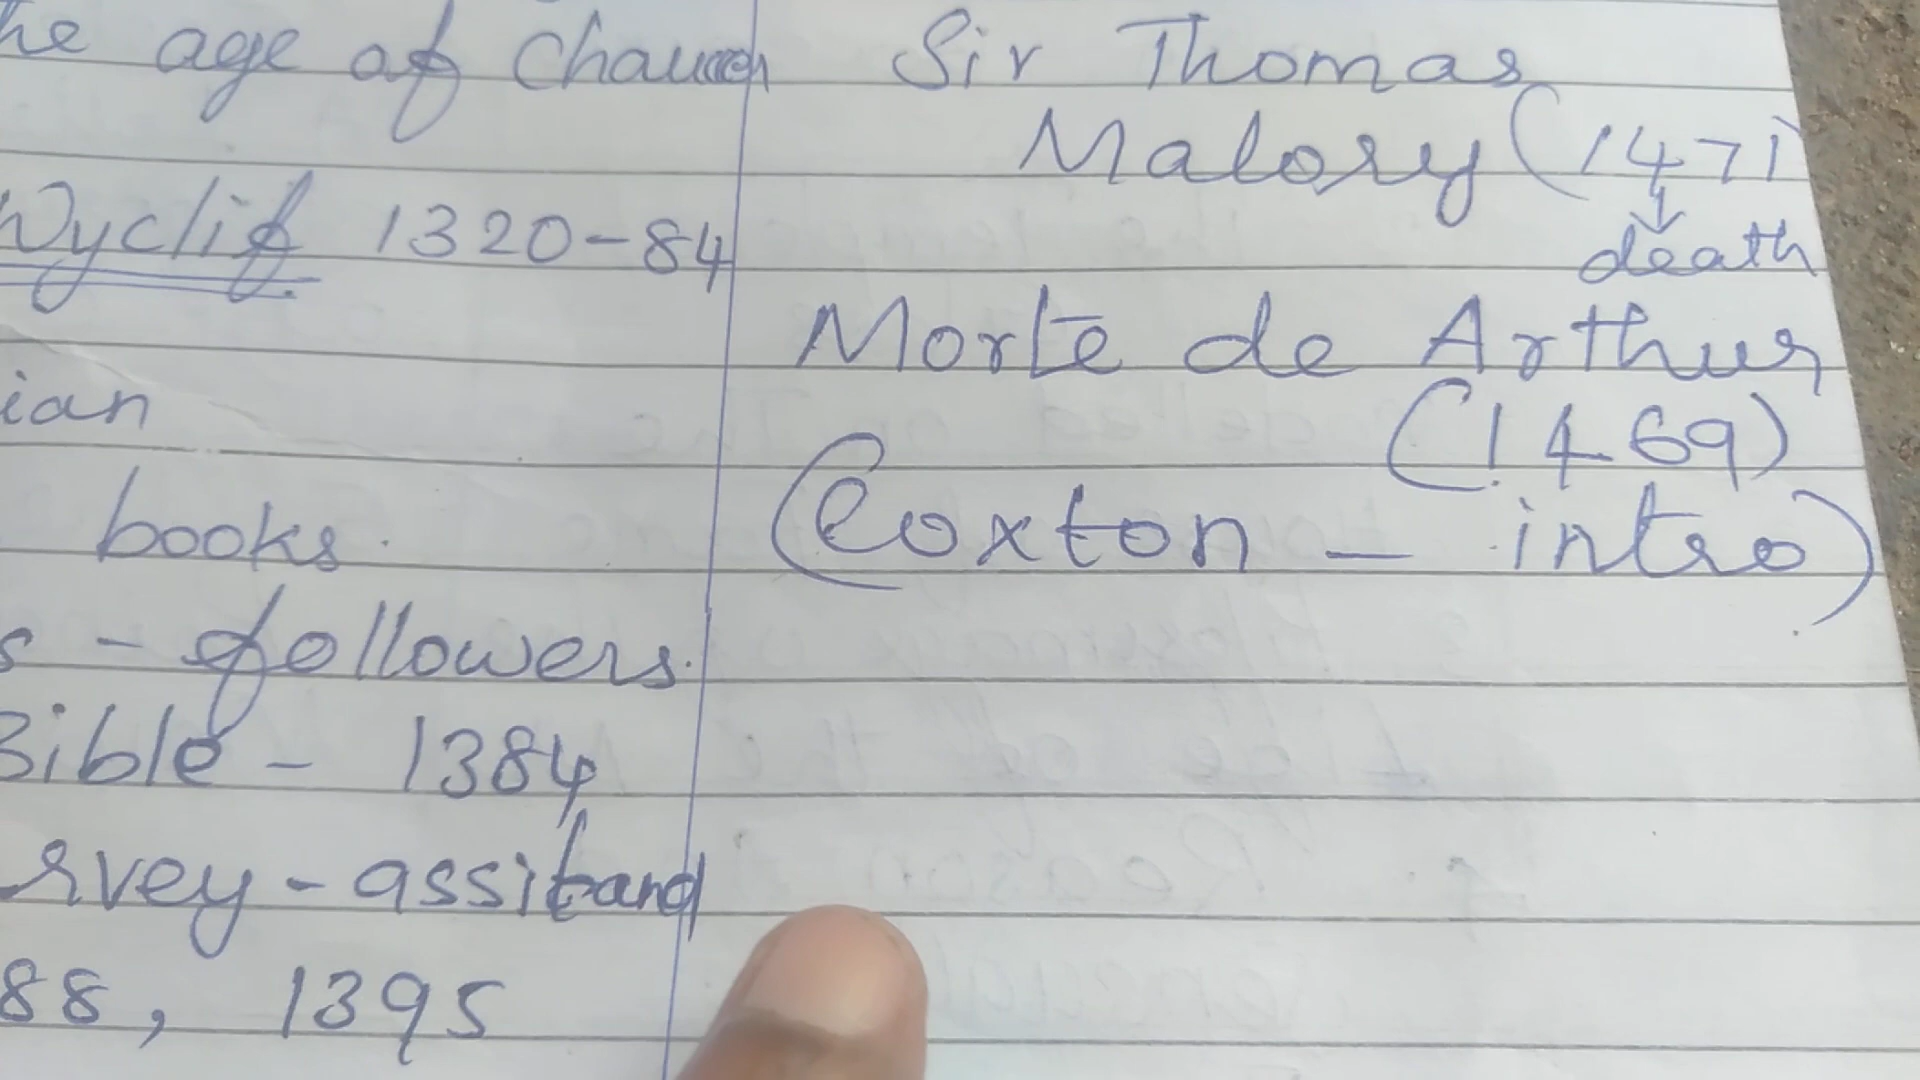 he age of Chaucer
Wyclif 1320-84
ian
books.
s - followers.
Bible - 1384
rvey - assitand
88, 1395
Sir Thomas
Malory (1471)
death
Morte de Arthur
(1469)
(Coxton - intro)